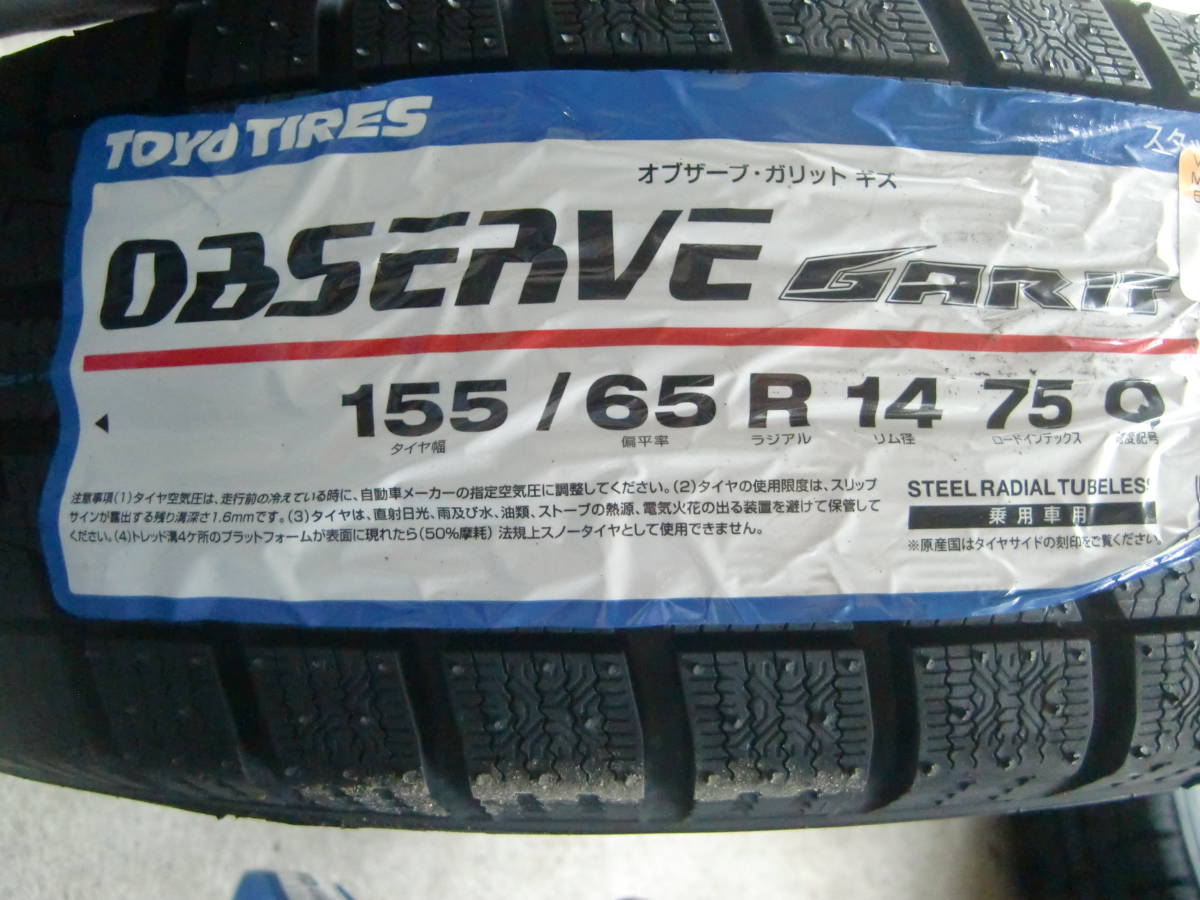 TOYO TIRES
スタ
オブザーブ・ガリット ギズ
OBSERVE GARIT
155 / 65 R 14 75 Q
タイヤ幅 偏平率 ラジアル リム径 ロードインデックス 速度記号
注意事項(1)タイヤ空気圧は、走行前の冷えている時に、自動車メーカーの指定空気圧に調整してください。(2)タイヤの使用限度は、スリップ
サインが露出する残り溝深さ1.6mmです。(3)タイヤは、直射日光、雨及び水、油類、ストーブの熱源、電気火花の出る装置を避けて保管して
ください。(4)トレッド溝4ケ所のプラットフォームが表面に現れたら(50%摩耗)法規上スノータイヤとして使用できません。
STEEL RADIAL TUBELESS
乗用車用
※原産国はタイヤサイドの刻印をご覧ください。